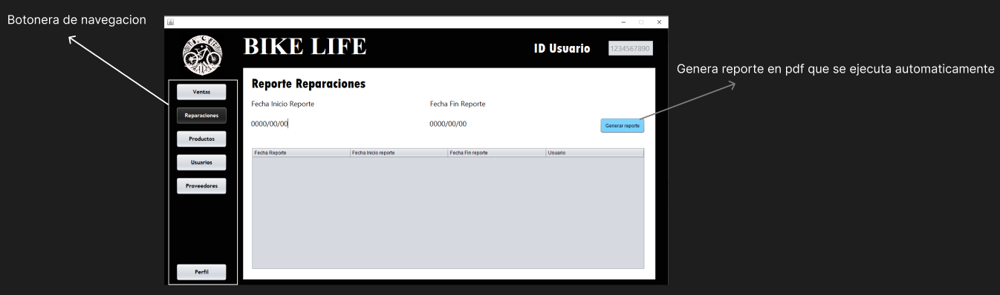 Botonera de navegacion
BIKE LIFE
ID Usuario
1234567890
Genera reporte en pdf que se ejecuta automaticamente
Ventas
Reparaciones
Productos
Usuarios
Proveedores
Perfil
Reporte Reparaciones
Fecha Inicio Reporte
Fecha Fin Reporte
0000/00/00
0000/00/00
Generar reporte
Fecha Reporte
Fecha Inicio reporte
Fecha Fin reporte
Usuario